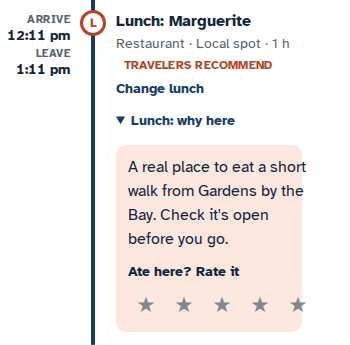 ARRIVE
12:11 pm
LEAVE
1:11 pm
L
Lunch: Marguerite
Restaurant · Local spot · 1 h
TRAVELERS RECOMMEND
Change lunch
▼ Lunch: why here
A real place to eat a short
walk from Gardens by the
Bay. Check it's open
before you go.
Ate here? Rate it
★ ★ ★ ★ ★